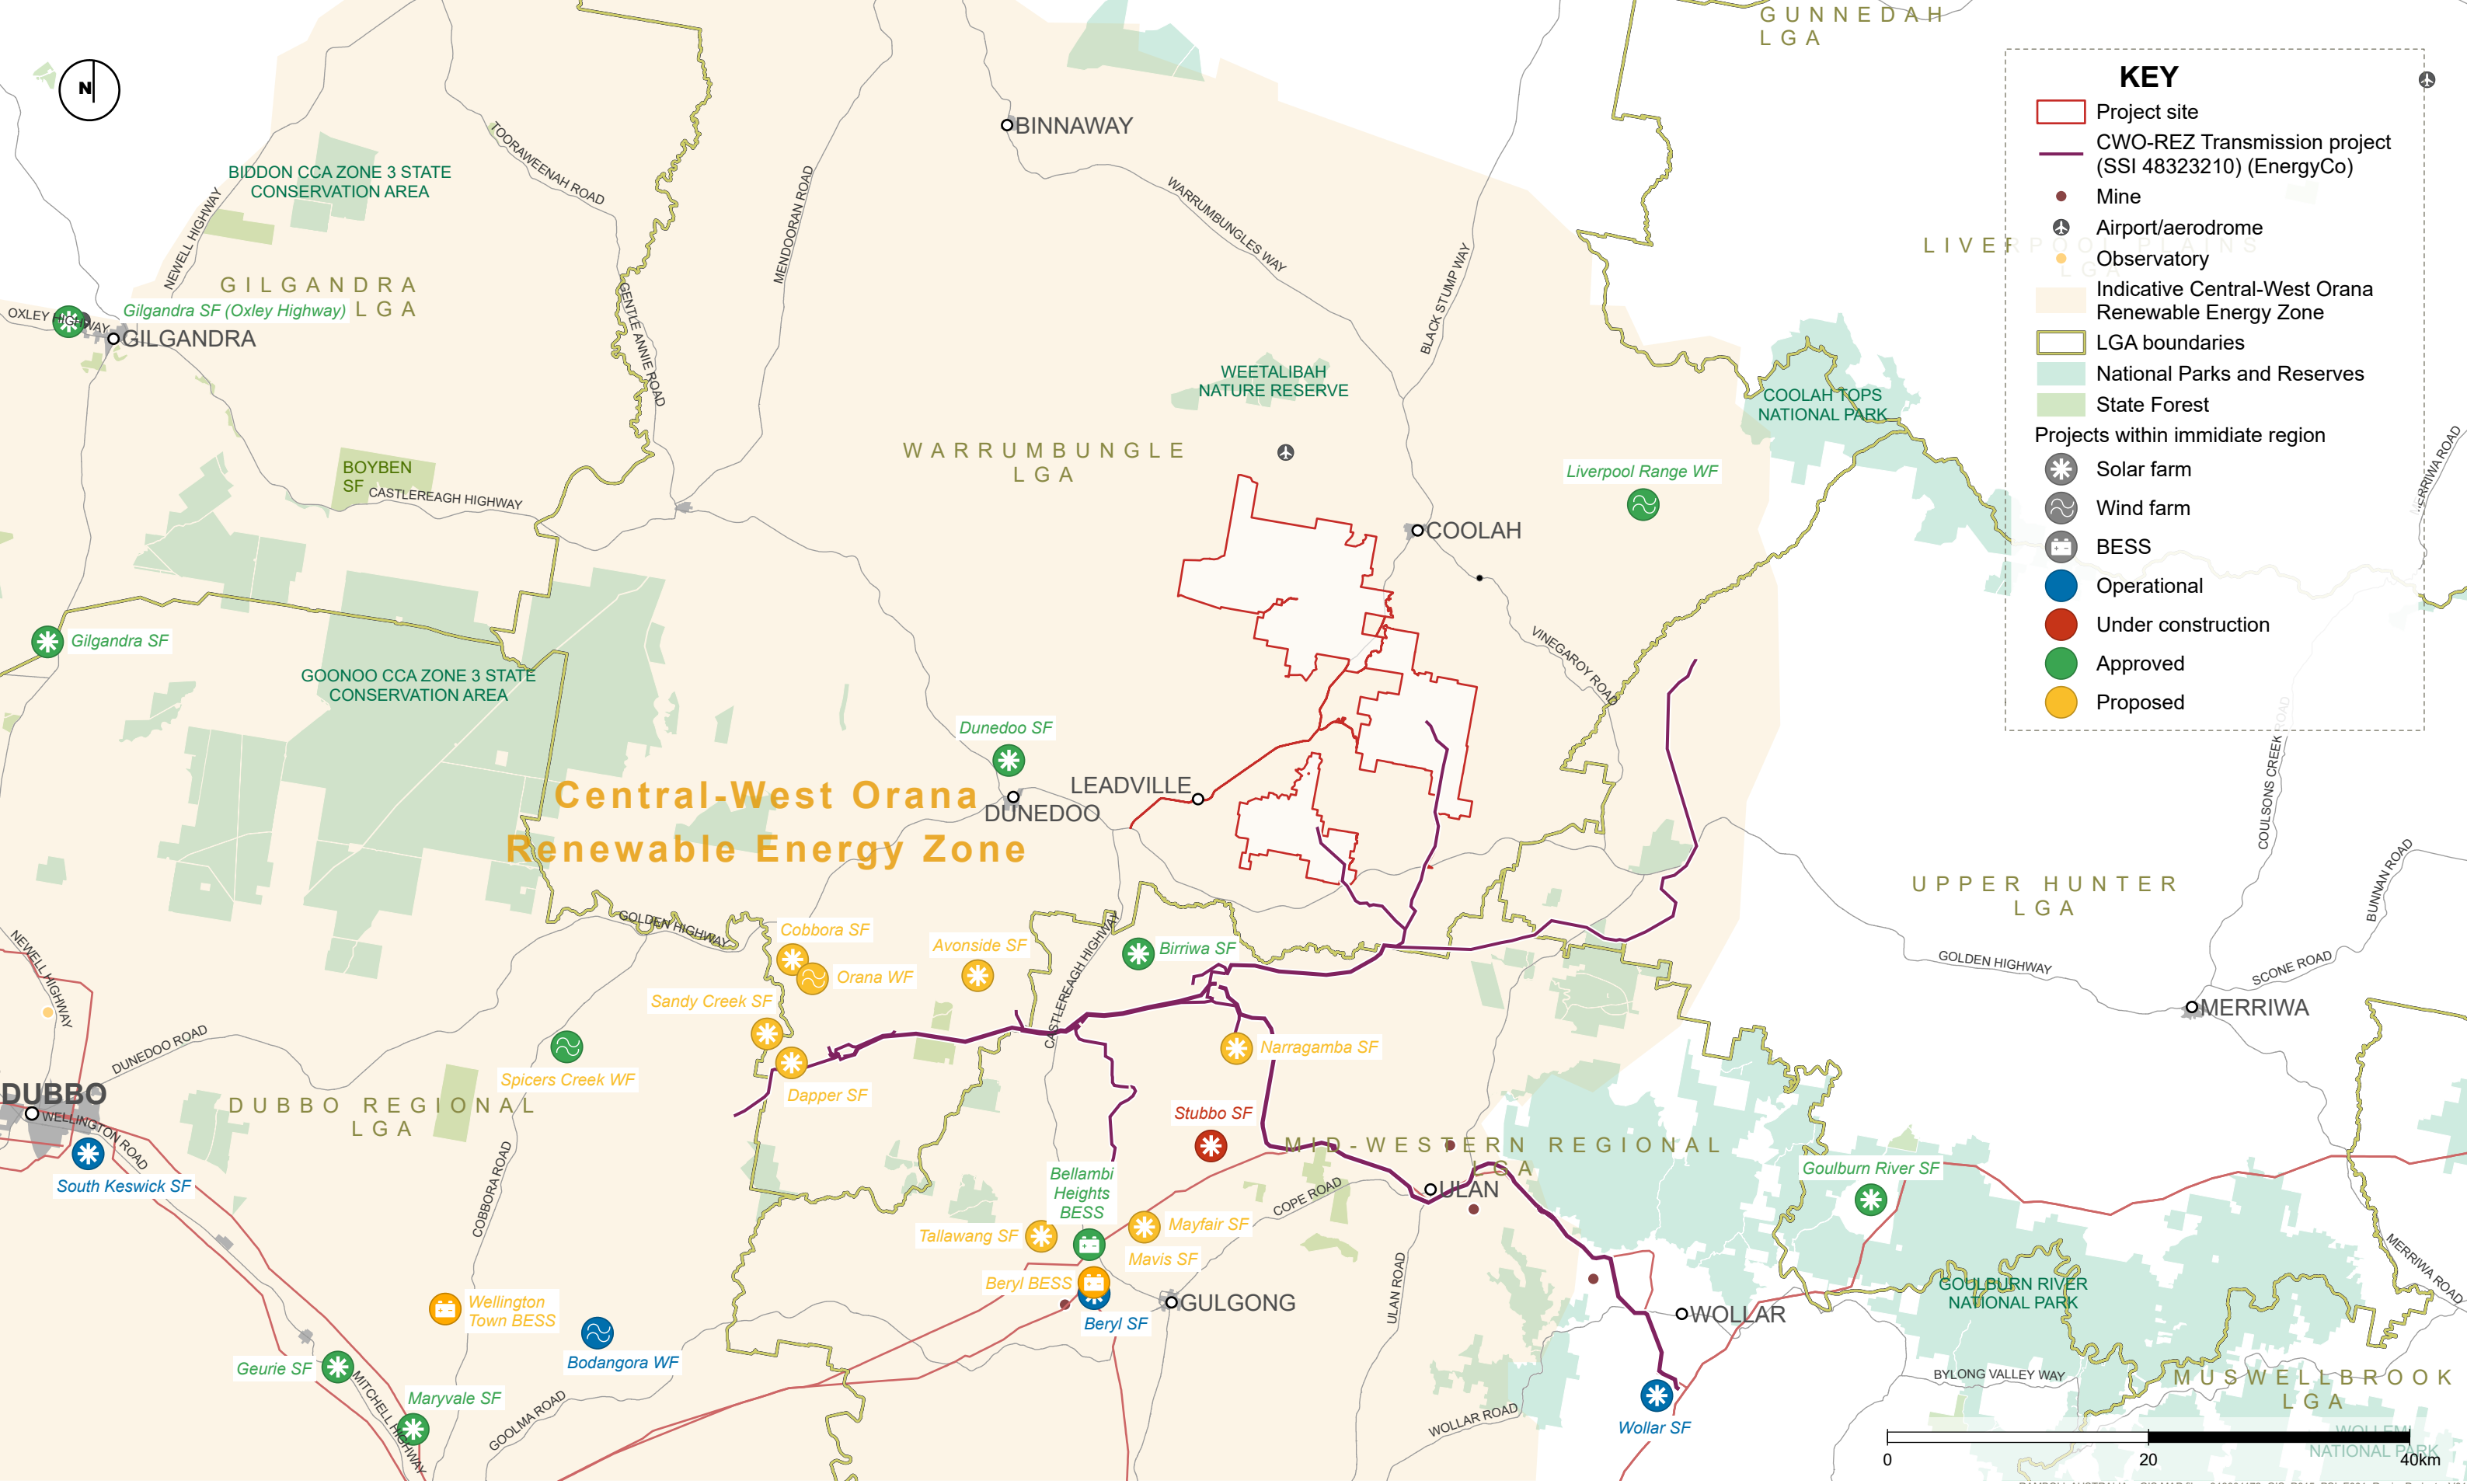 GUNNEDAH
LGA
N
KEY
Project site
CWO-REZ Transmission project
(SSI 48323210) (EnergyCo)
Mine
Airport/aerodrome
Observatory
Indicative Central-West Orana
Renewable Energy Zone
LGA boundaries
National Parks and Reserves
State Forest
Projects within immidiate region
Solar farm
Wind farm
BESS
Operational
Under construction
Approved
Proposed
BINNAWAY
TOORAWEENAH ROAD
BIDDON CCA ZONE 3 STATE
CONSERVATION AREA
NEWELL HIGHWAY
MENDOORAN ROAD
WARRUMBUNGLES WAY
BLACK STUMP WAY
LIVERPOOL PLAINS
LGA
GILGANDRA
LGA
Gilgandra SF (Oxley Highway)
OXLEY HIGHWAY
GILGANDRA
GENTLE ANNIE ROAD
WEETALIBAH
NATURE RESERVE
COOLAH TOPS
NATIONAL PARK
WARRUMBUNGLE
LGA
BOYBEN
SF
CASTLEREAGH HIGHWAY
Liverpool Range WF
MERRIWA ROAD
COOLAH
Gilgandra SF
GOONOO CCA ZONE 3 STATE
CONSERVATION AREA
VINEGAROY ROAD
Dunedoo SF
COULSONS CREEK ROAD
Central-West Orana
Renewable Energy Zone
LEADVILLE
DUNEDOO
UPPER HUNTER
LGA
BUNNAN ROAD
GOLDEN HIGHWAY
Cobbora SF
Orana WF
Avonside SF
CASTLEREAGH HIGHWAY
Birriwa SF
GOLDEN HIGHWAY
SCONE ROAD
NEWELL HIGHWAY
Sandy Creek SF
MERRIWA
DUNEDOO ROAD
Spicers Creek WF
Dapper SF
Narragamba SF
DUBBO
WELLINGTON ROAD
DUBBO REGIONAL
LGA
Stubbo SF
MID-WESTERN REGIONAL
LGA
South Keswick SF
COBBORA ROAD
Bellambi
Heights
BESS
COPE ROAD
ULAN
Goulburn River SF
Tallawang SF
Mayfair SF
Mavis SF
Beryl BESS
Beryl SF
GULGONG
ULAN ROAD
WOLLAR
GOULBURN RIVER
NATIONAL PARK
MERRIWA ROAD
Wellington
Town BESS
Bodangora WF
Geurie SF
MITCHELL HIGHWAY
Maryvale SF
GOOLMA ROAD
WOLLAR ROAD
Wollar SF
BYLONG VALLEY WAY
MUSWELLBROOK
LGA
WOLLEMI
NATIONAL PARK
0 20 40km